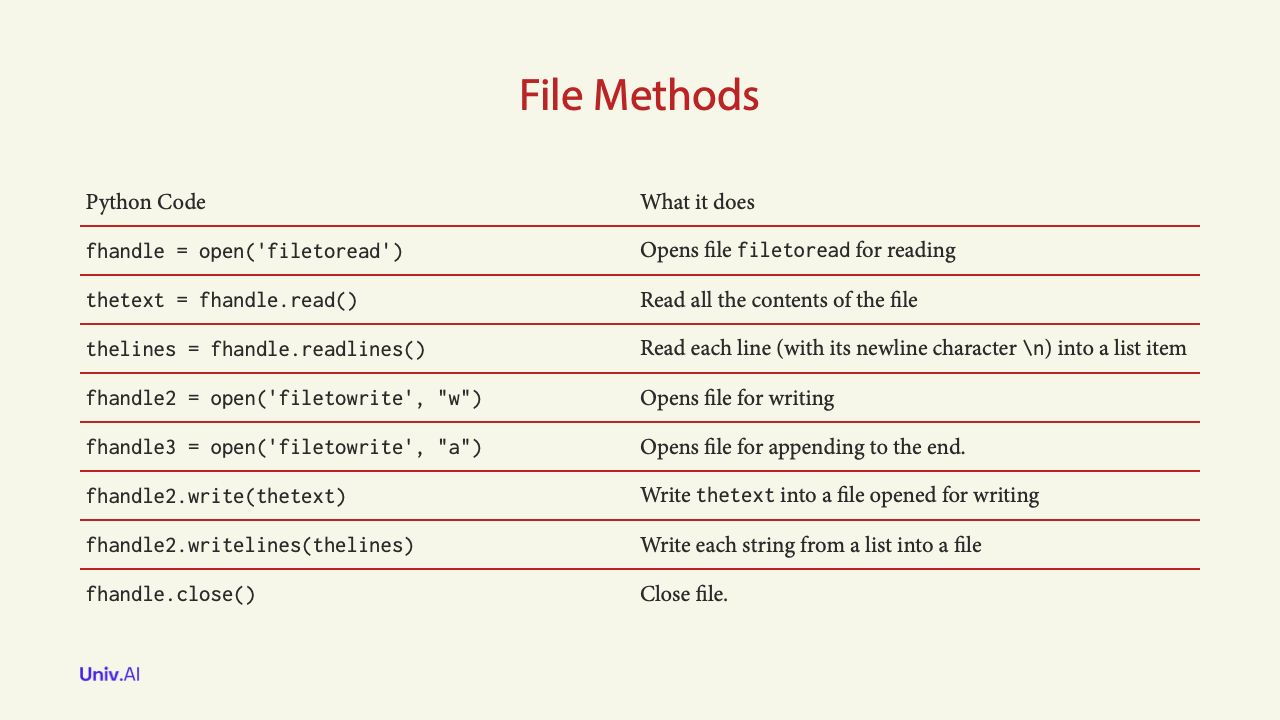 File Methods
Python Code What it does
fhandle = open('filetoread') Opens file filetoread for reading
thetext = fhandle.read() Read all the contents of the file
thelines = fhandle.readlines() Read each line (with its newline character \n) into a list item
fhandle2 = open('filetowrite', "w") Opens file for writing
fhandle3 = open('filetowrite', "a") Opens file for appending to the end.
fhandle2.write(thetext) Write thetext into a file opened for writing
fhandle2.writelines(thelines) Write each string from a list into a file
fhandle.close() Close file.
Univ.AI